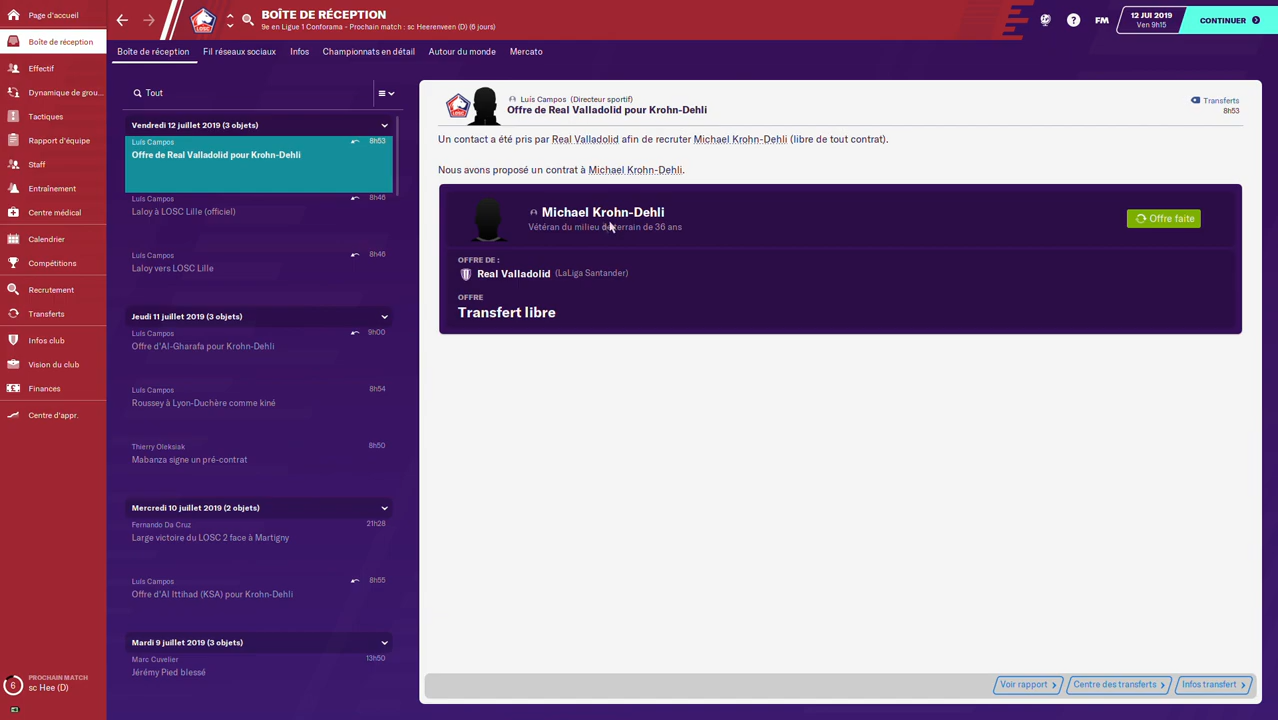 Page d'accueil
Boîte de réception
Effectif
Dynamique de grou...
Tactiques
Rapport d'équipe
Staff
Entraînement
Centre médical
Calendrier
Compétitions
Recrutement
Transferts
Infos club
Vision du club
Finances
Centre d'appr.
6
PROCHAIN MATCH
sc Hee (D)
LOSC
BOÎTE DE RÉCEPTION
9e en Ligue 1 Conforama - Prochain match : sc Heerenveen (D) (6 jours)
?
FM
12 JUI 2019
Ven 9h15
CONTINUER
Boîte de réception
Fil réseaux sociaux
Infos
Championnats en détail
Autour du monde
Mercato
Tout
Vendredi 12 juillet 2019 (3 objets)
Luís Campos 8h53
Offre de Real Valladolid pour Krohn-Dehli
Luís Campos 8h46
Laloy à LOSC Lille (officiel)
Luís Campos 8h46
Laloy vers LOSC Lille
Jeudi 11 juillet 2019 (3 objets)
Luís Campos 9h00
Offre d'Al-Gharafa pour Krohn-Dehli
Luís Campos 8h54
Roussey à Lyon-Duchère comme kiné
Thierry Oleksiak 8h50
Mabanza signe un pré-contrat
Mercredi 10 juillet 2019 (2 objets)
Fernando Da Cruz 21h28
Large victoire du LOSC 2 face à Martigny
Luís Campos 8h55
Offre d'Al Ittihad (KSA) pour Krohn-Dehli
Mardi 9 juillet 2019 (3 objets)
Marc Cuvelier 13h50
Jérémy Pied blessé
LOSC
Luís Campos (Directeur sportif)
Offre de Real Valladolid pour Krohn-Dehli
Transferts
8h53
Un contact a été pris par Real Valladolid afin de recruter Michael Krohn-Dehli (libre de tout contrat).
Nous avons proposé un contrat à Michael Krohn-Dehli.
Michael Krohn-Dehli
Vétéran du milieu de terrain de 36 ans
Offre faite
OFFRE DE :
Real Valladolid (LaLiga Santander)
OFFRE
Transfert libre
Voir rapport
Centre des transferts
Infos transfert